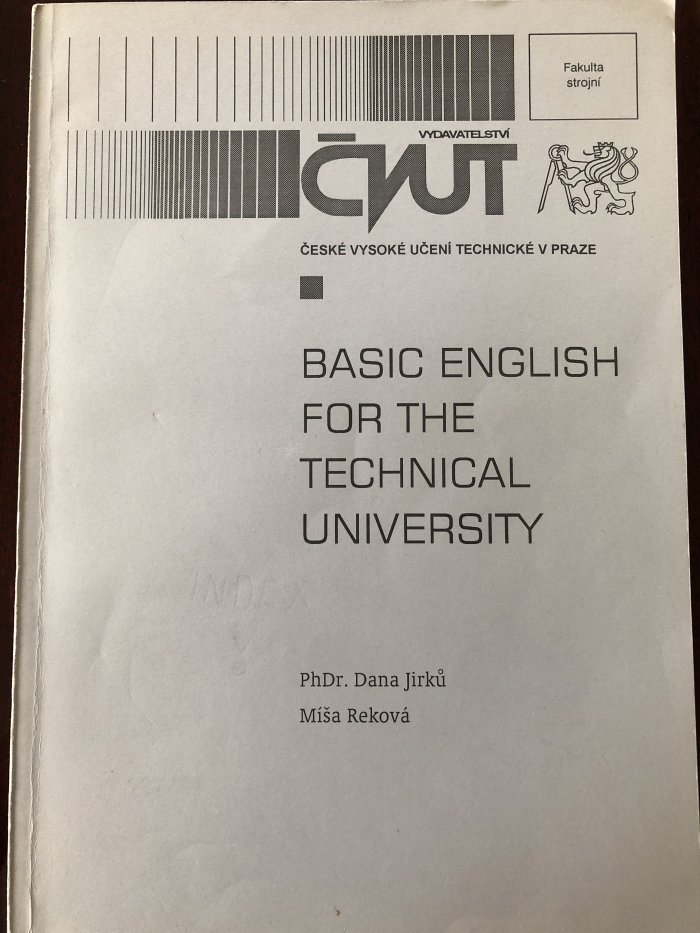 Fakulta
strojní
VYDAVATELSTVÍ
ČVUT
ČESKÉ VYSOKÉ UČENÍ TECHNICKÉ V PRAZE
BASIC ENGLISH
FOR THE
TECHNICAL
UNIVERSITY
INDEX
PhDr. Dana Jirků
Míša Reková